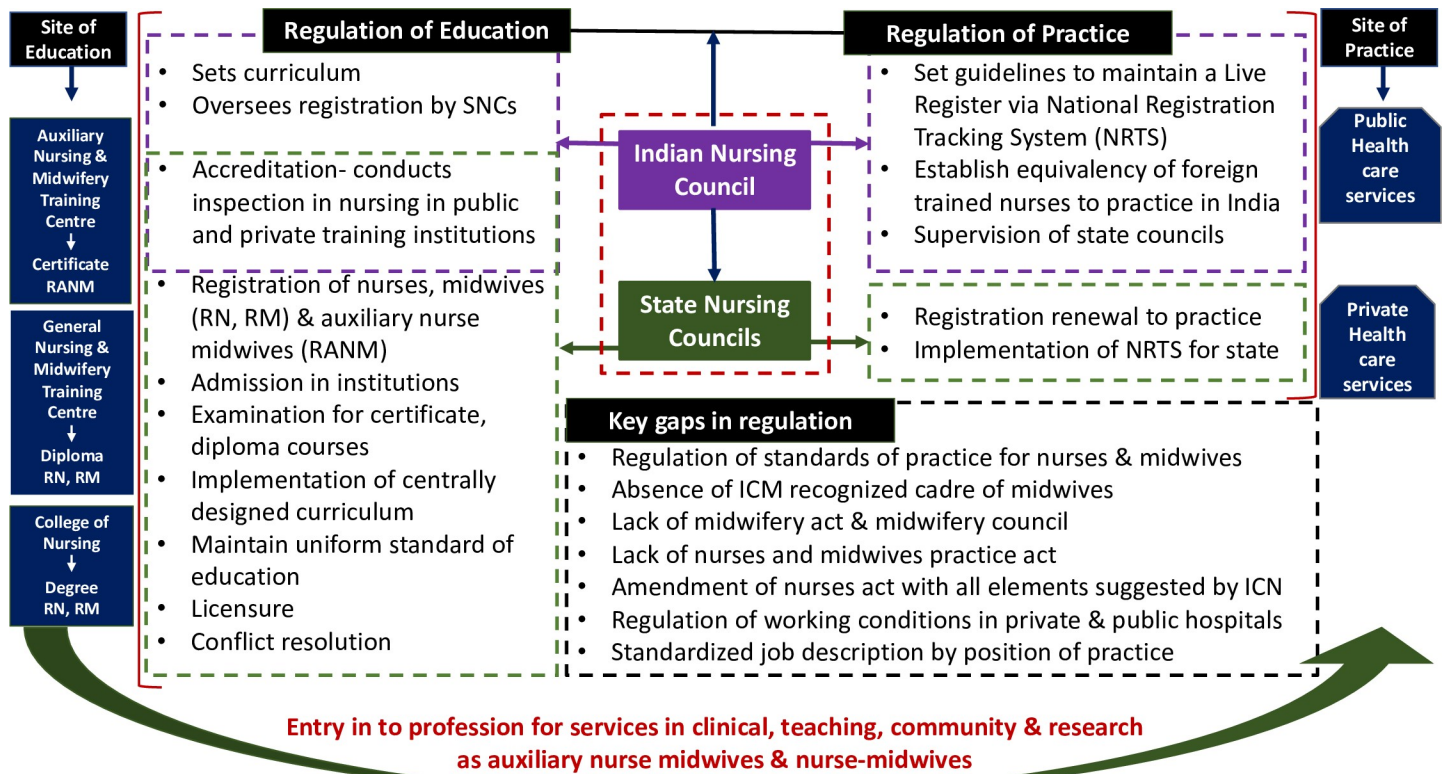 Site of
Education
Auxiliary
Nursing &
Midwifery
Training
Centre
Certificate
RANM
General
Nursing &
Midwifery
Training
Centre
Diploma
RN, RM
College of
Nursing
Degree
RN, RM
Regulation of Education
• Sets curriculum
• Oversees registration by SNCs
• Accreditation- conducts
inspection in nursing in public
and private training institutions
• Registration of nurses, midwives
(RN, RM) & auxiliary nurse
midwives (RANM)
• Admission in institutions
• Examination for certificate,
diploma courses
• Implementation of centrally
designed curriculum
• Maintain uniform standard of
education
• Licensure
• Conflict resolution
Indian Nursing
Council
State Nursing
Councils
Regulation of Practice
• Set guidelines to maintain a Live
Register via National Registration
Tracking System (NRTS)
• Establish equivalency of foreign
trained nurses to practice in India
• Supervision of state councils
• Registration renewal to practice
• Implementation of NRTS for state
Key gaps in regulation
• Regulation of standards of practice for nurses & midwives
• Absence of ICM recognized cadre of midwives
• Lack of midwifery act & midwifery council
• Lack of nurses and midwives practice act
• Amendment of nurses act with all elements suggested by ICN
• Regulation of working conditions in private & public hospitals
• Standardized job description by position of practice
Site of
Practice
Public
Health
care
services
Private
Health
care
services
Entry in to profession for services in clinical, teaching, community & research
as auxiliary nurse midwives & nurse-midwives